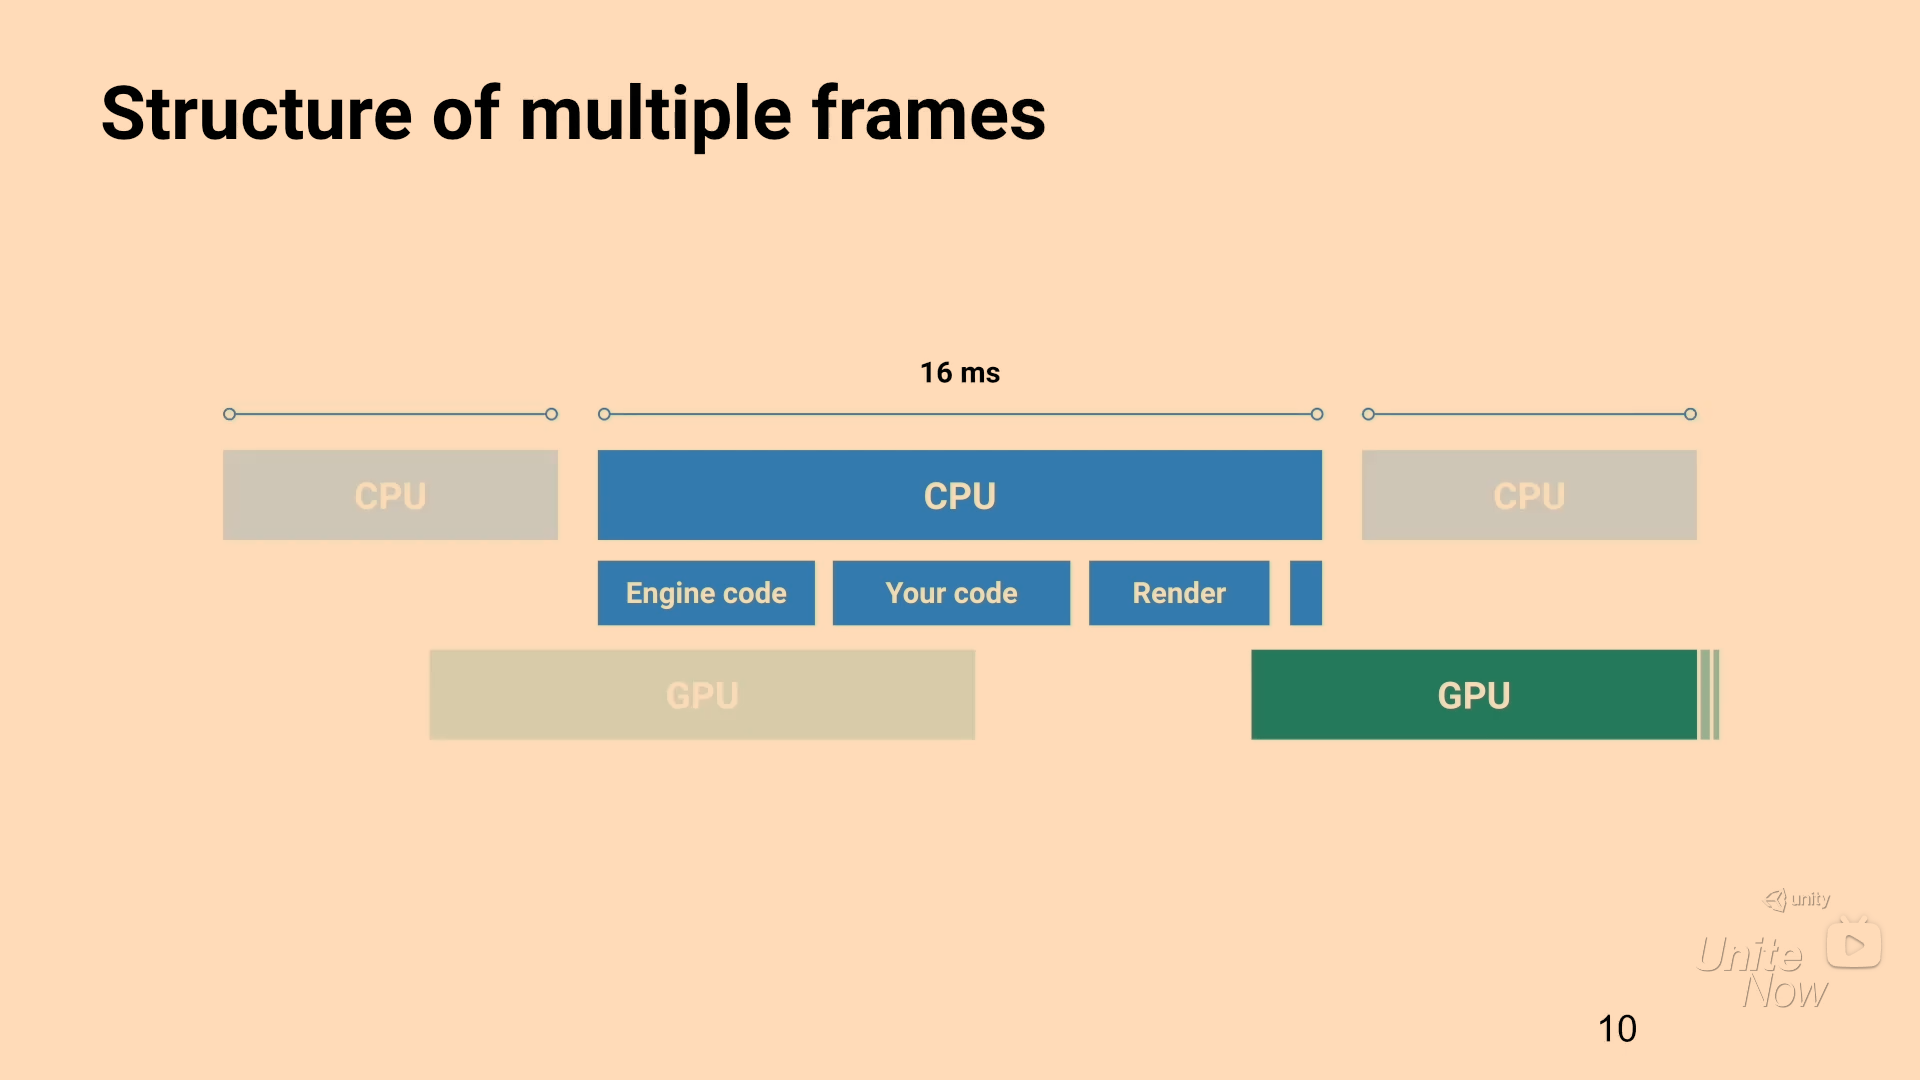 Structure of multiple frames
16 ms
CPU
CPU
CPU
Engine code
Your code
Render
GPU
GPU
unity
Unite
Now
10